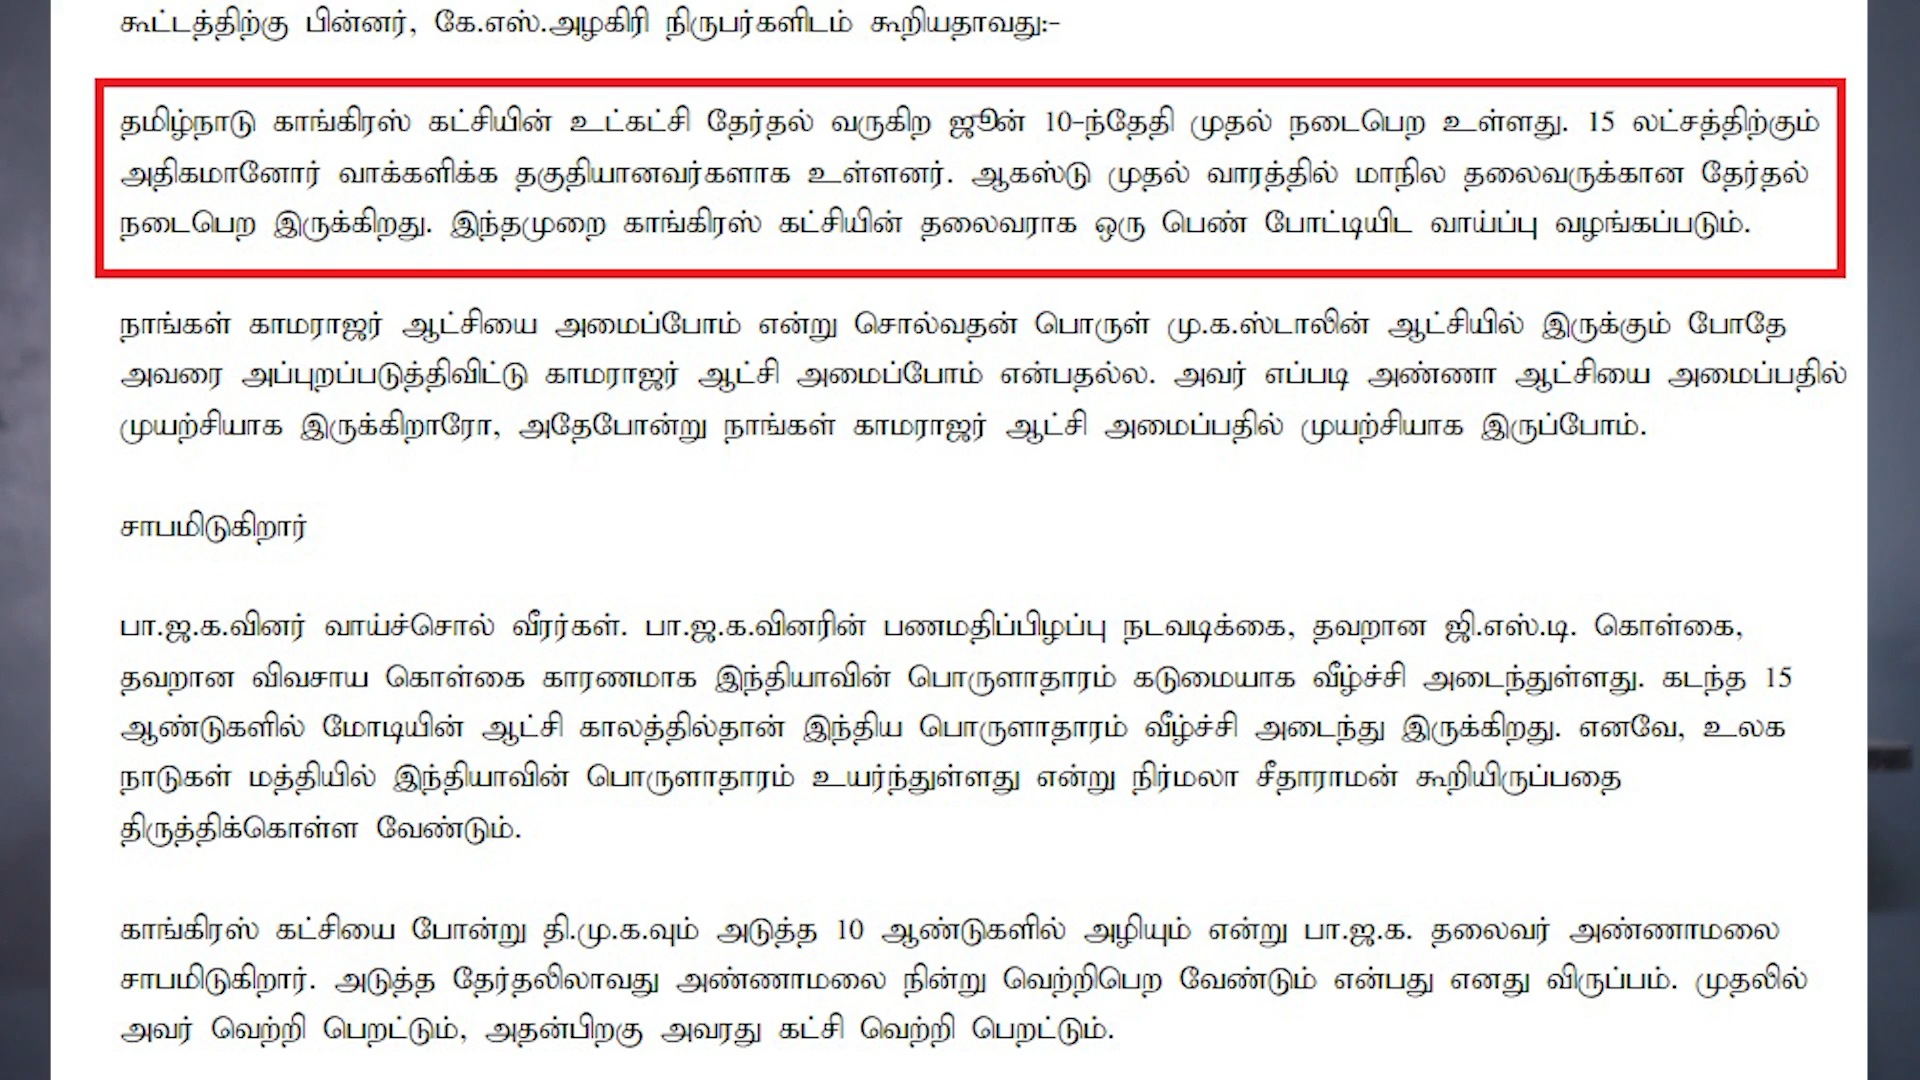 கூட்டத்திற்கு பின்னர், கே.எஸ்.அழகிரி நிருபர்களிடம் கூறியதாவது:-
தமிழ்நாடு காங்கிரஸ் கட்சியின் உட்கட்சி தேர்தல் வருகிற ஜூன் 10-ந்தேதி முதல் நடைபெற உள்ளது. 15 லட்சத்திற்கும்
அதிகமானோர் வாக்களிக்க தகுதியானவர்களாக உள்ளனர். ஆகஸ்டு முதல் வாரத்தில் மாநில தலைவருக்கான தேர்தல்
நடைபெற இருக்கிறது. இந்தமுறை காங்கிரஸ் கட்சியின் தலைவராக ஒரு பெண் போட்டியிட வாய்ப்பு வழங்கப்படும்.
நாங்கள் காமராஜர் ஆட்சியை அமைப்போம் என்று சொல்வதன் பொருள் மு.க.ஸ்டாலின் ஆட்சியில் இருக்கும் போதே
அவரை அப்புறப்படுத்திவிட்டு காமராஜர் ஆட்சி அமைப்போம் என்பதல்ல. அவர் எப்படி அண்ணா ஆட்சியை அமைப்பதில்
முயற்சியாக இருக்கிறாரோ, அதேபோன்று நாங்கள் காமராஜர் ஆட்சி அமைப்பதில் முயற்சியாக இருப்போம்.
சாபமிடுகிறார்
பா.ஜ.க.வினர் வாய்ச்சொல் வீரர்கள். பா.ஜ.க.வினரின் பணமதிப்பிழப்பு நடவடிக்கை, தவறான ஜி.எஸ்.டி. கொள்கை,
தவறான விவசாய கொள்கை காரணமாக இந்தியாவின் பொருளாதாரம் கடுமையாக வீழ்ச்சி அடைந்துள்ளது. கடந்த 15
ஆண்டுகளில் மோடியின் ஆட்சி காலத்தில்தான் இந்திய பொருளாதாரம் வீழ்ச்சி அடைந்து இருக்கிறது. எனவே, உலக
நாடுகள் மத்தியில் இந்தியாவின் பொருளாதாரம் உயர்ந்துள்ளது என்று நிர்மலா சீதாராமன் கூறியிருப்பதை
திருத்திக்கொள்ள வேண்டும்.
காங்கிரஸ் கட்சியை போன்று தி.மு.க.வும் அடுத்த 10 ஆண்டுகளில் அழியும் என்று பா.ஜ.க. தலைவர் அண்ணாமலை
சாபமிடுகிறார். அடுத்த தேர்தலிலாவது அண்ணாமலை நின்று வெற்றிபெற வேண்டும் என்பது எனது விருப்பம். முதலில்
அவர் வெற்றி பெறட்டும், அதன்பிறகு அவரது கட்சி வெற்றி பெறட்டும்.